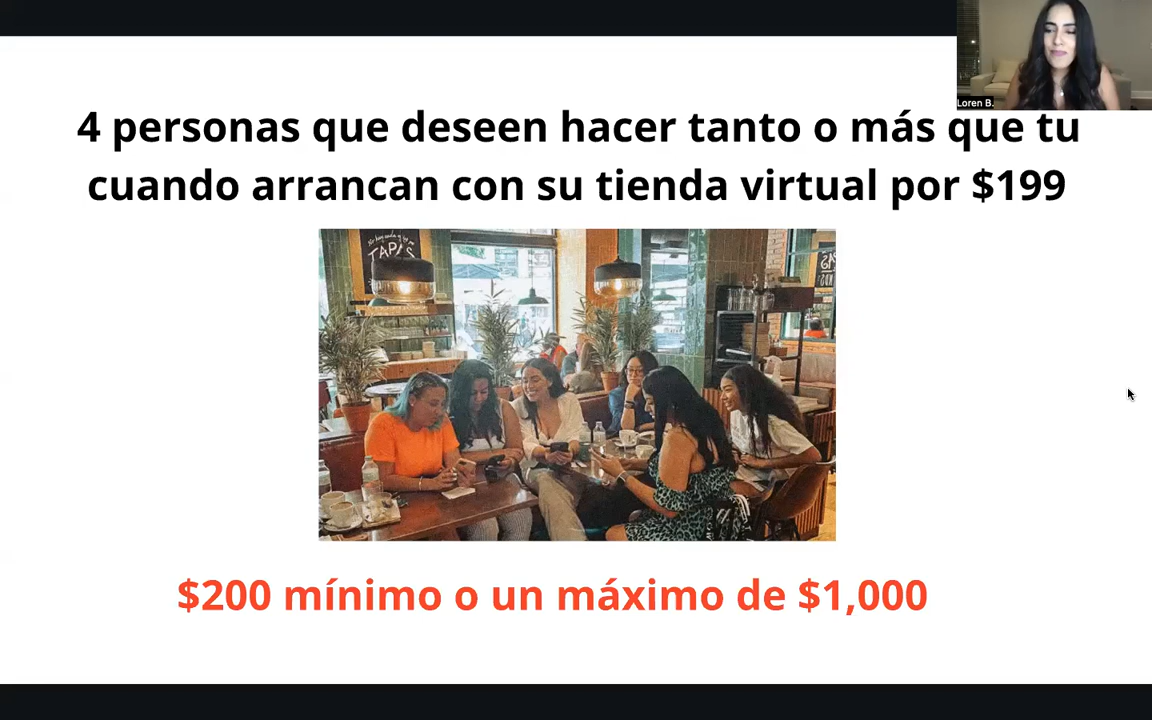 Loren B.
4 personas que deseen hacer tanto o más que tu
cuando arrancan con su tienda virtual por $199
TAPAS
$200 mínimo o un máximo de $1,000